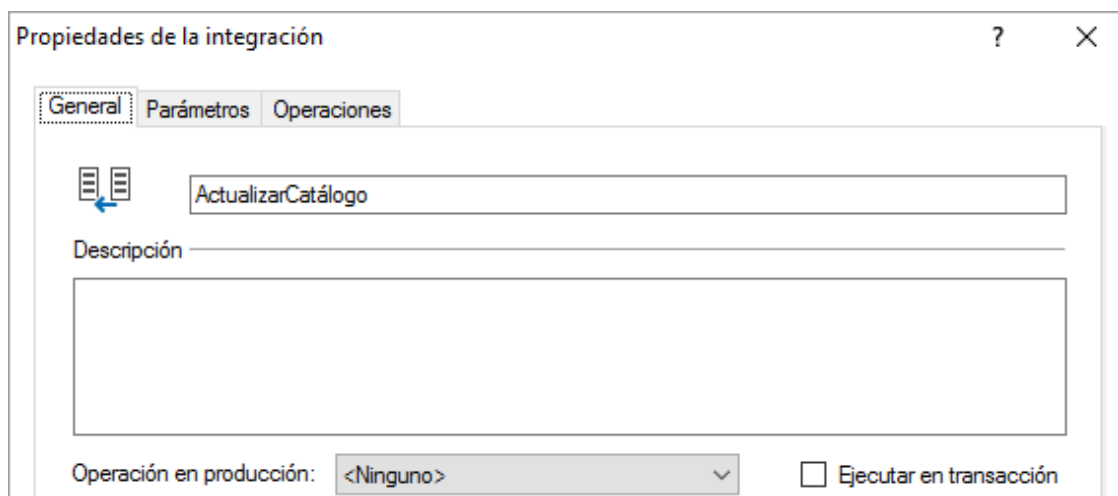 Propiedades de la integración ?
General Parámetros Operaciones
ActualizarCatálogo
Descripción
Operación en producción: <Ninguno> Ejecutar en transacción